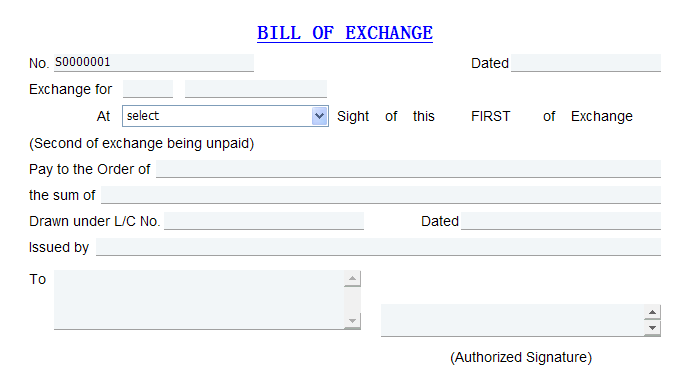 BILL OF EXCHANGE
No. S0000001 Dated
Exchange for
At select Sight of this FIRST of Exchange
(Second of exchange being unpaid)
Pay to the Order of
the sum of
Drawn under L/C No. Dated
Issued by
To
(Authorized Signature)